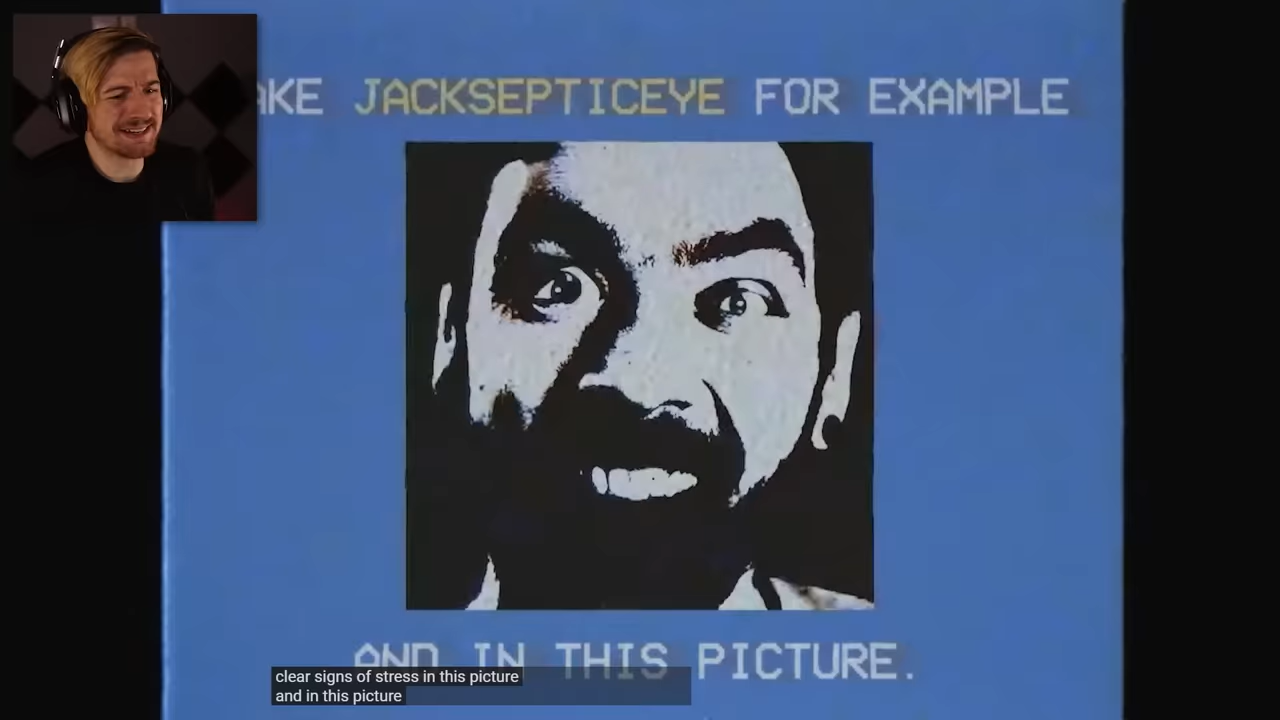 AKE JACKSEPTICEYE FOR EXAMPLE
AND IN THIS PICTURE.
clear signs of stress in this picture
and in this picture